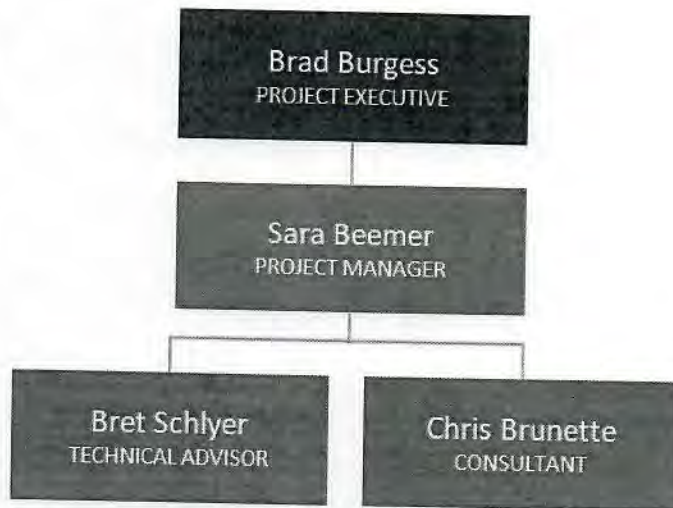 Brad Burgess
PROJECT EXECUTIVE
Sara Beemer
PROJECT MANAGER
Bret Schlyer
TECHNICAL ADVISOR
Chris Brunette
CONSULTANT